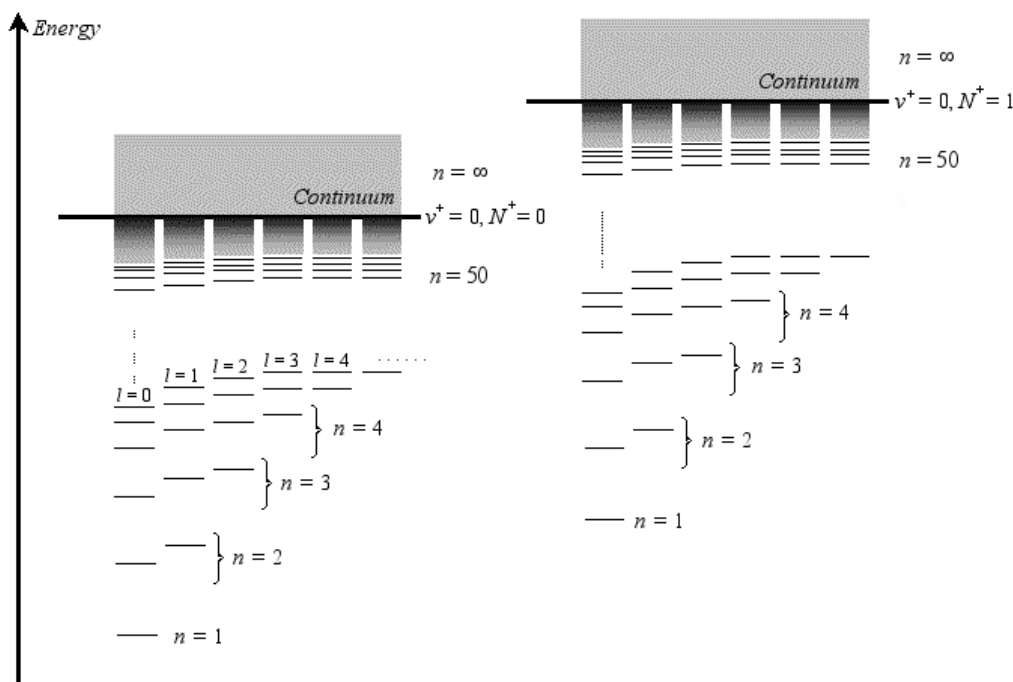 Energy
n = ∞
Continuum
v⁺ = 0, N⁺ = 0
n = 50
l = 0
l = 1
l = 2
l = 3
l = 4
n = 4
n = 3
n = 2
n = 1
n = ∞
Continuum
v⁺ = 0, N⁺ = 1
n = 50
n = 4
n = 3
n = 2
n = 1